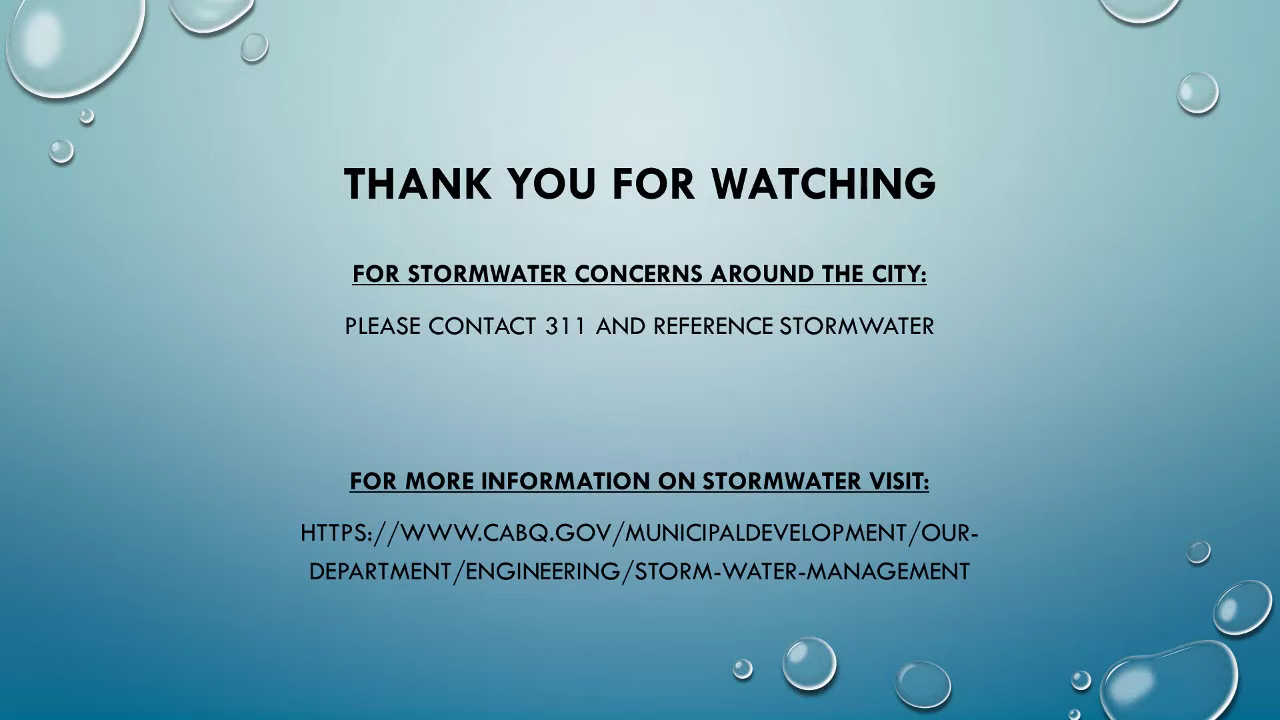 THANK YOU FOR WATCHING
FOR STORMWATER CONCERNS AROUND THE CITY:
PLEASE CONTACT 311 AND REFERENCE STORMWATER
FOR MORE INFORMATION ON STORMWATER VISIT:
HTTPS://WWW.CABQ.GOV/MUNICIPALDEVELOPMENT/OUR-
DEPARTMENT/ENGINEERING/STORM-WATER-MANAGEMENT